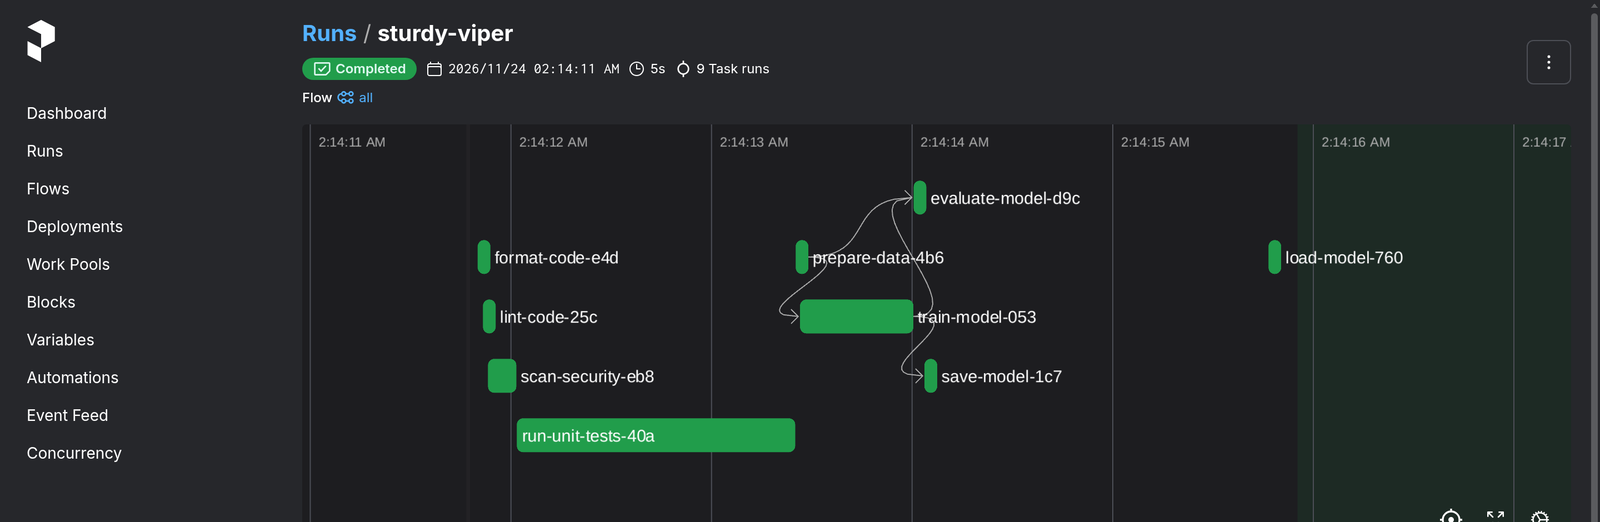 Runs / sturdy-viper
Completed 2026/11/24 02:14:11 AM 5s 9 Task runs
Flow all
Dashboard
Runs
Flows
Deployments
Work Pools
Blocks
Variables
Automations
Event Feed
Concurrency
2:14:11 AM 2:14:12 AM 2:14:13 AM 2:14:14 AM 2:14:15 AM 2:14:16 AM 2:14:17
evaluate-model-d9c
format-code-e4d prepare-data-4b6 load-model-760
lint-code-25c train-model-053
scan-security-eb8 save-model-1c7
run-unit-tests-40a